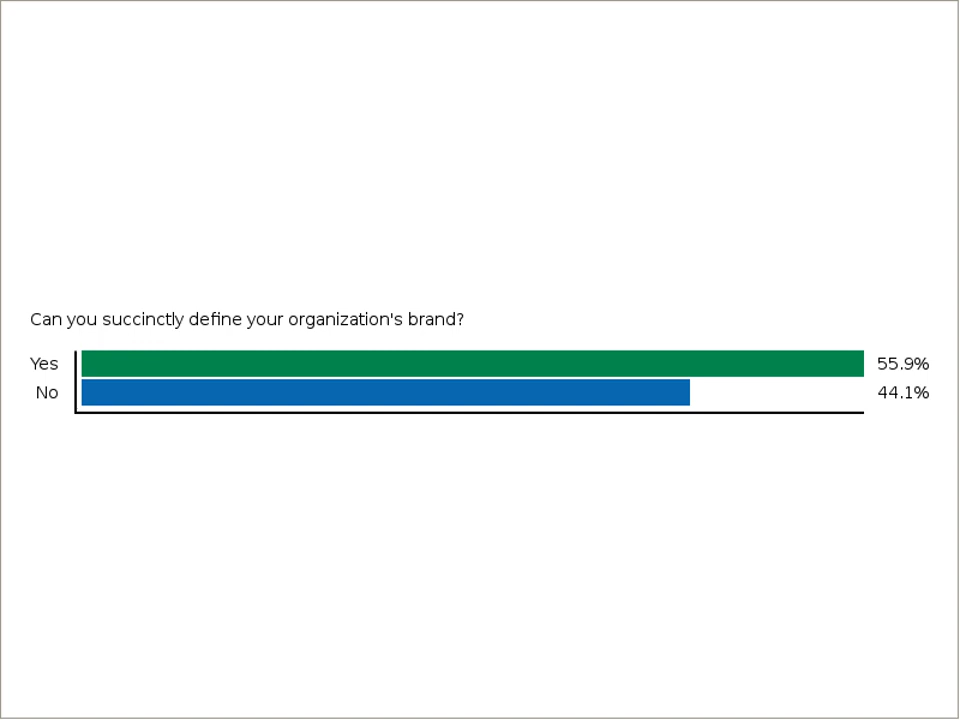 Can you succinctly define your organization's brand?
Yes 55.9%
No 44.1%